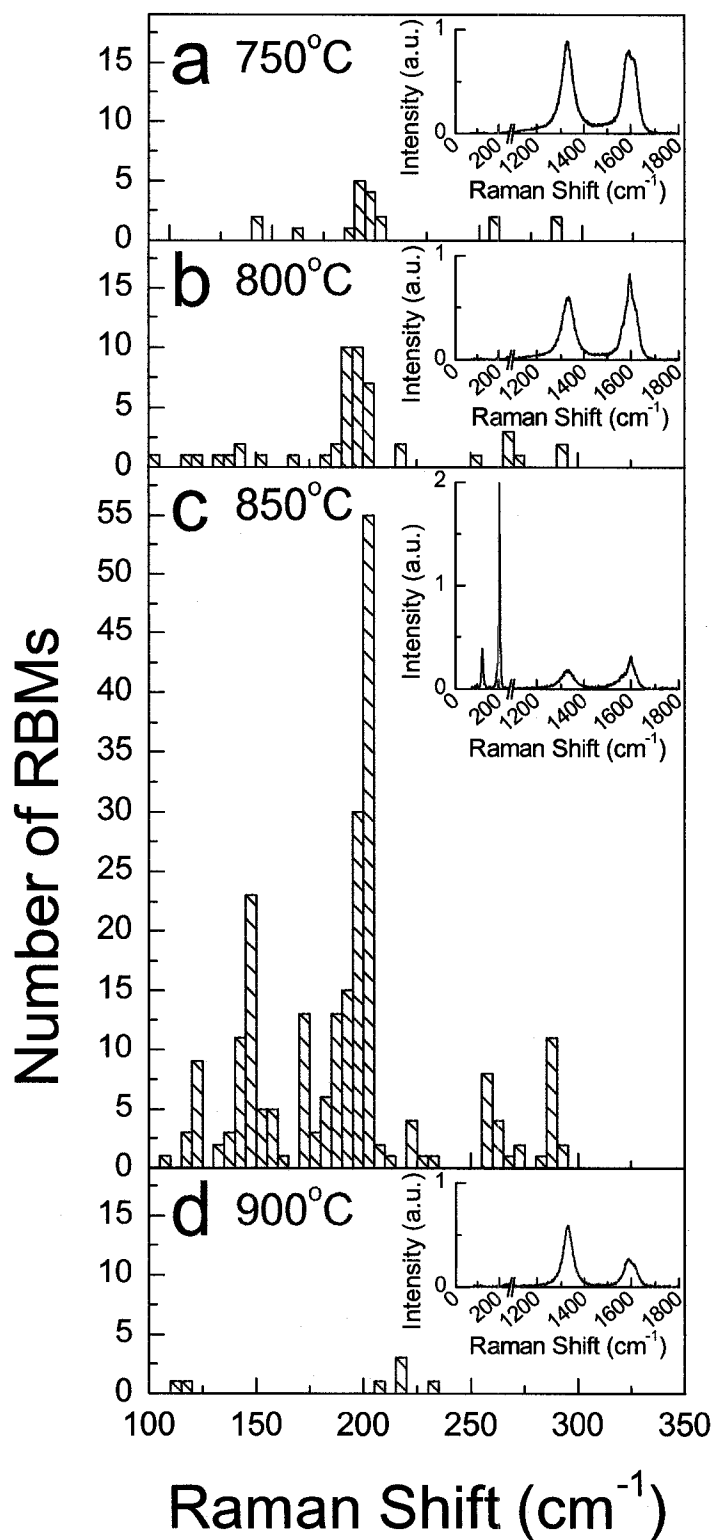 Number of RBMs
a 750°C
15
10
5
0
Intensity (a.u.)
1
0
0 200 1200 1400 1600 1800
Raman Shift (cm⁻¹)
b 800°C
15
10
5
0
Intensity (a.u.)
1
0
0 200 1200 1400 1600 1800
Raman Shift (cm⁻¹)
c 850°C
55
50
45
40
35
30
25
20
15
10
5
0
Intensity (a.u.)
2
1
0
0 200 1200 1400 1600 1800
Raman Shift (cm⁻¹)
d 900°C
15
10
5
0
Intensity (a.u.)
1
0
0 200 1200 1400 1600 1800
Raman Shift (cm⁻¹)
100 150 200 250 300 350
Raman Shift (cm⁻¹)